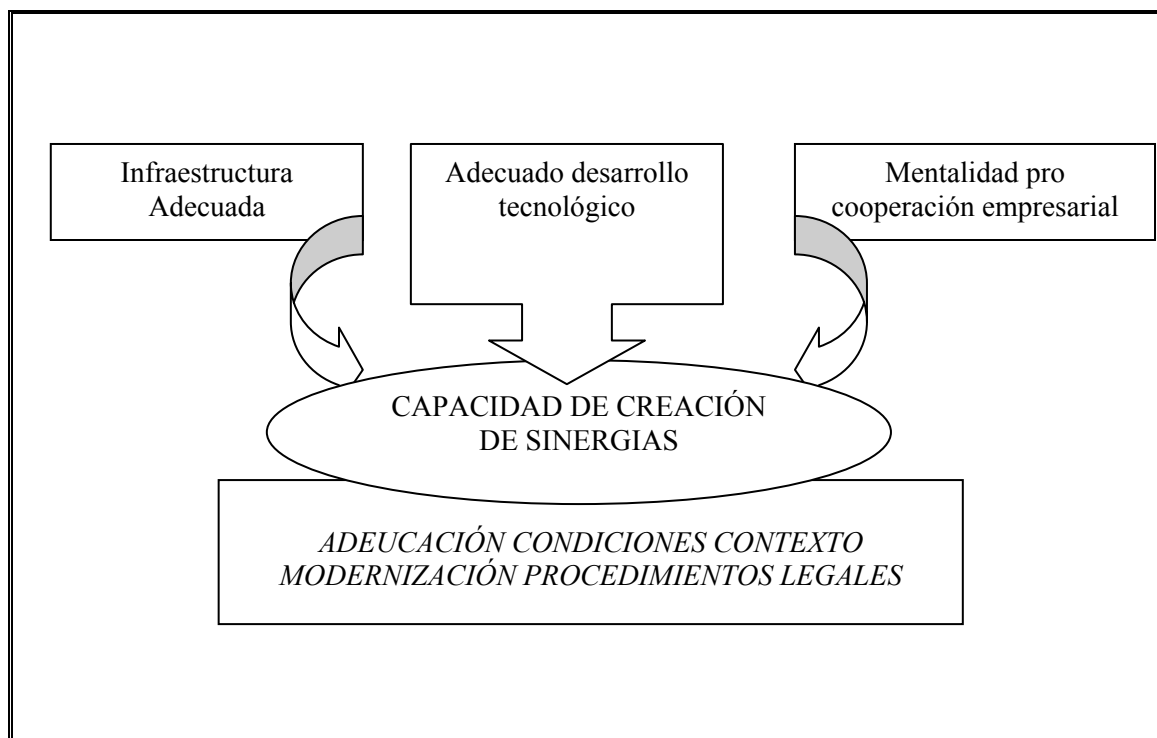 Infraestructura
Adecuada
Adecuado desarrollo
tecnológico
Mentalidad pro
cooperación empresarial
CAPACIDAD DE CREACIÓN
DE SINERGIAS
ADEUCACIÓN CONDICIONES CONTEXTO
MODERNIZACIÓN PROCEDIMIENTOS LEGALES